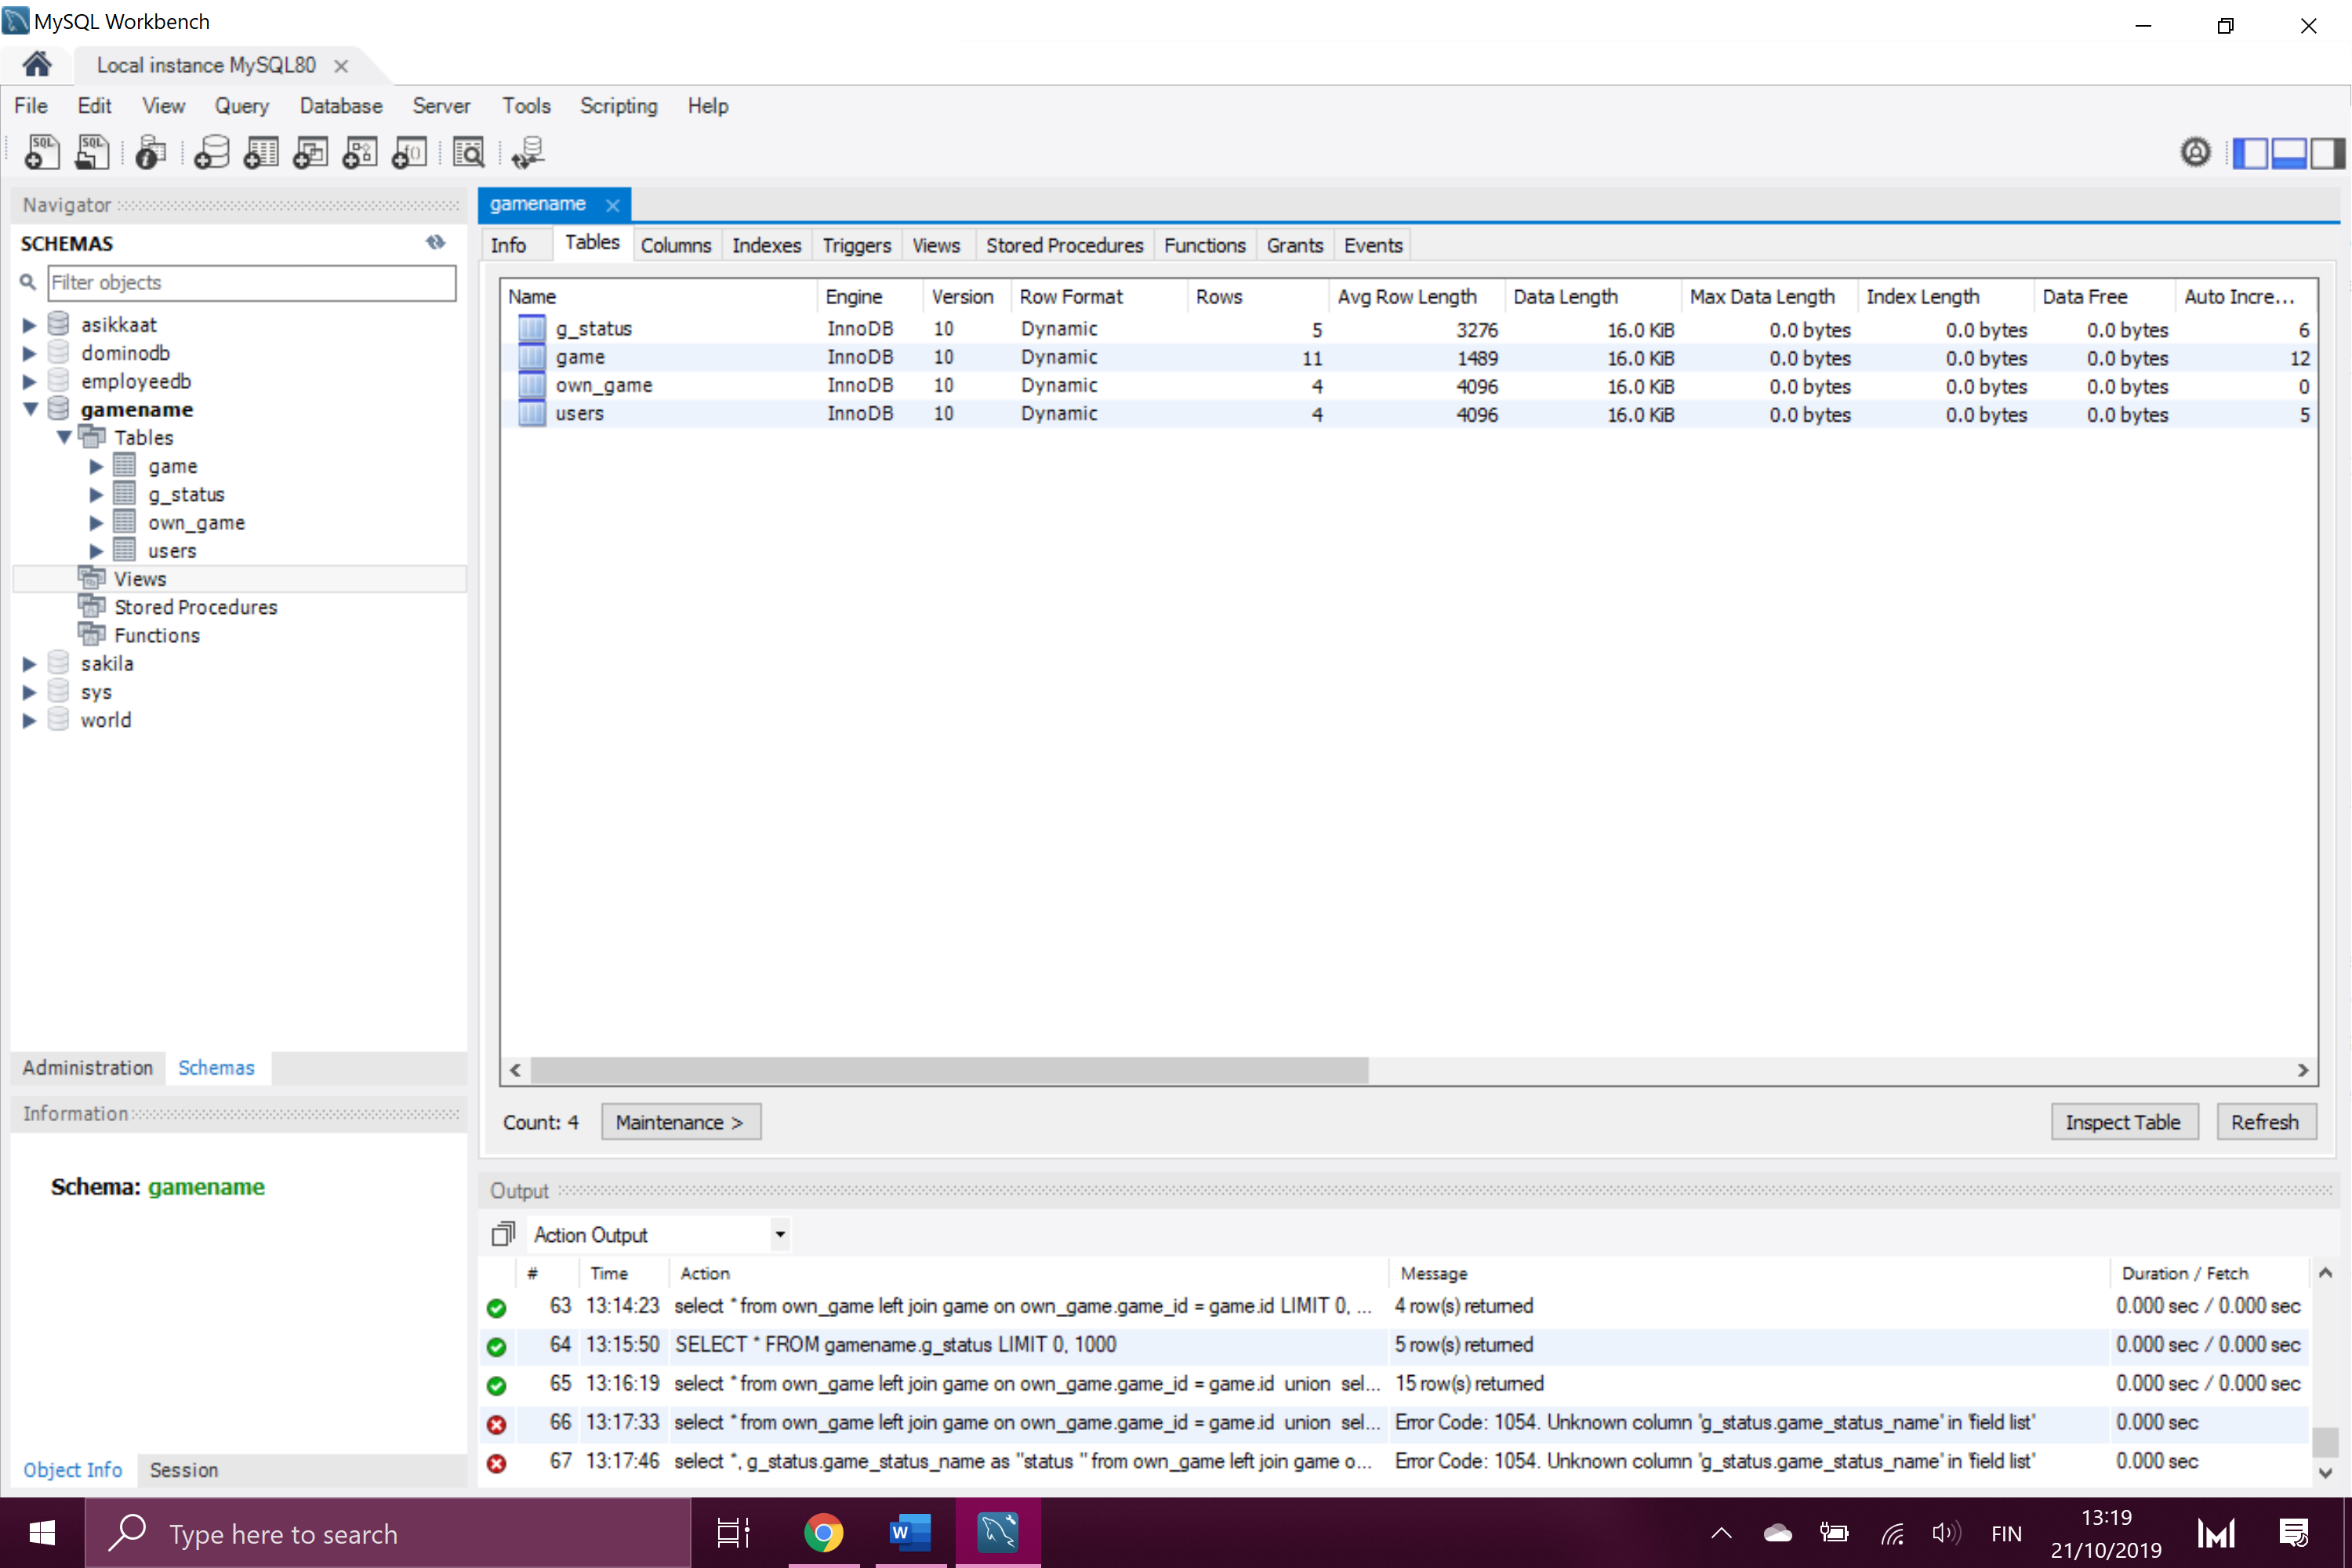 MySQL Workbench
Local instance MySQL80
File Edit View Query Database Server Tools Scripting Help
Navigator
SCHEMAS
Filter objects
asikkaat
dominodb
employeedb
gamename
Tables
game
g_status
own_game
users
Views
Stored Procedures
Functions
sakila
sys
world
Administration Schemas
Information
Schema: gamename
Object Info Session
gamename
Info Tables Columns Indexes Triggers Views Stored Procedures Functions Grants Events
Name Engine Version Row Format Rows Avg Row Length Data Length Max Data Length Index Length Data Free Auto Incre...
g_status InnoDB 10 Dynamic 5 3276 16.0 KiB 0.0 bytes 0.0 bytes 0.0 bytes 6
game InnoDB 10 Dynamic 11 1489 16.0 KiB 0.0 bytes 0.0 bytes 0.0 bytes 12
own_game InnoDB 10 Dynamic 4 4096 16.0 KiB 0.0 bytes 0.0 bytes 0.0 bytes 0
users InnoDB 10 Dynamic 4 4096 16.0 KiB 0.0 bytes 0.0 bytes 0.0 bytes 5
Count: 4 Maintenance > Inspect Table Refresh
Output
Action Output
# Time Action Message Duration / Fetch
63 13:14:23 select * from own_game left join game on own_game.game_id = game.id LIMIT 0, ... 4 row(s) returned 0.000 sec / 0.000 sec
64 13:15:50 SELECT * FROM gamename.g_status LIMIT 0, 1000 5 row(s) returned 0.000 sec / 0.000 sec
65 13:16:19 select * from own_game left join game on own_game.game_id = game.id union sel... 15 row(s) returned 0.000 sec / 0.000 sec
66 13:17:33 select * from own_game left join game on own_game.game_id = game.id union sel... Error Code: 1054. Unknown column 'g_status.game_status_name' in 'field list' 0.000 sec
67 13:17:46 select *, g_status.game_status_name as "status " from own_game left join game o... Error Code: 1054. Unknown column 'g_status.game_status_name' in 'field list' 0.000 sec
Type here to search
FIN
13:19
21/10/2019